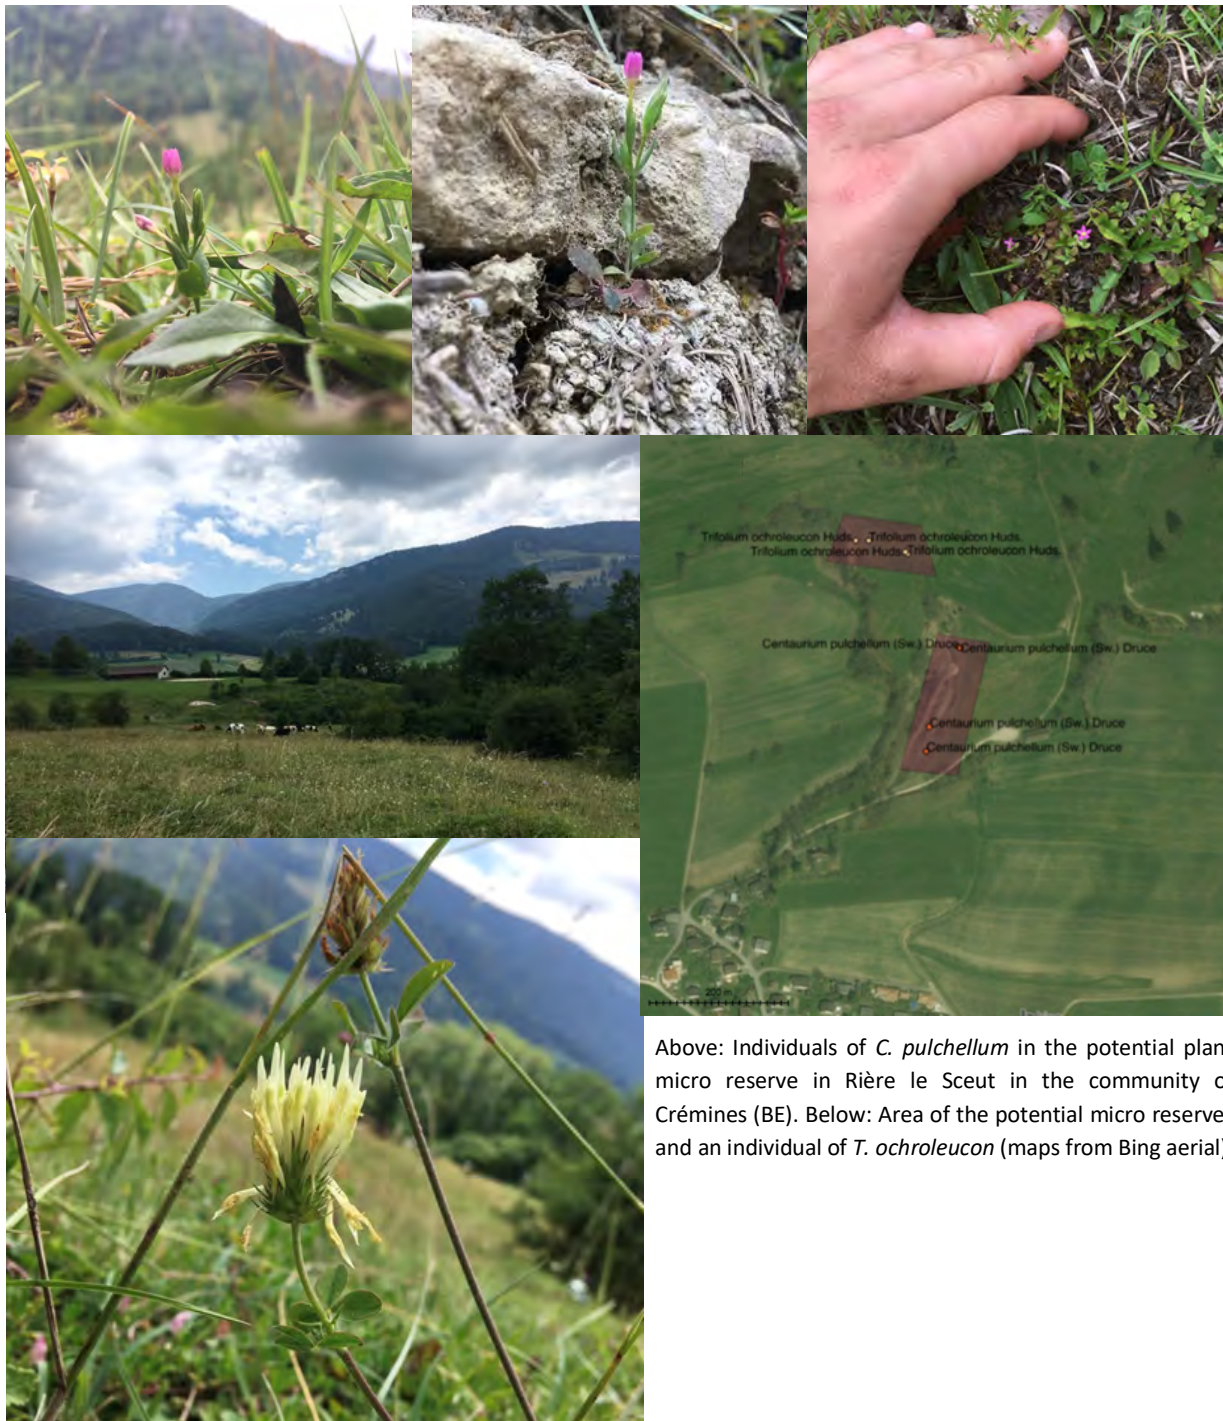 Trifolium ochroleucon Huds. Trifolium ochroleucon Huds.
Trifolium ochroleucon Huds. Trifolium ochroleucon Huds.
Centaurium pulchellum (Sw.) Druce Centaurium pulchellum (Sw.) Druce
Centaurium pulchellum (Sw.) Druce
Centaurium pulchellum (Sw.) Druce
200 m
Above: Individuals of C. pulchellum in the potential plan
micro reserve in Rière le Sceut in the community o
Crémines (BE). Below: Area of the potential micro reserve
and an individual of T. ochroleucon (maps from Bing aerial)